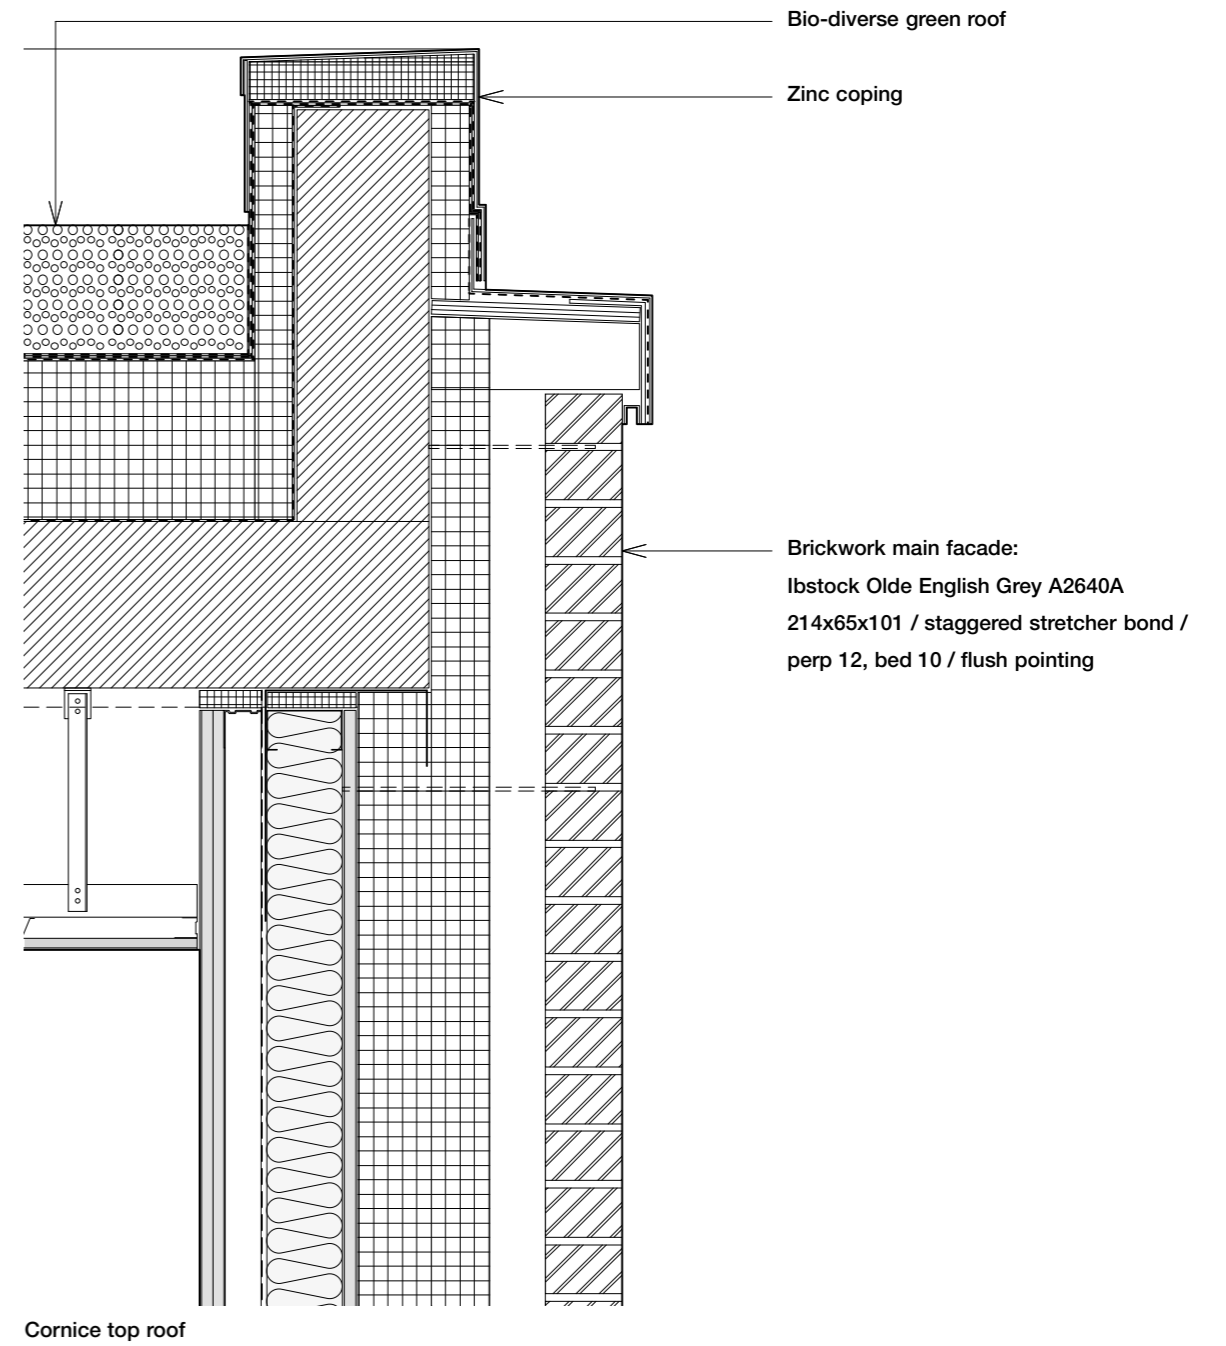 Bio-diverse green roof
Zinc coping
Brickwork main facade:
Ibstock Olde English Grey A2640A
214x65x101 / staggered stretcher bond /
perp 12, bed 10 / flush pointing
Cornice top roof